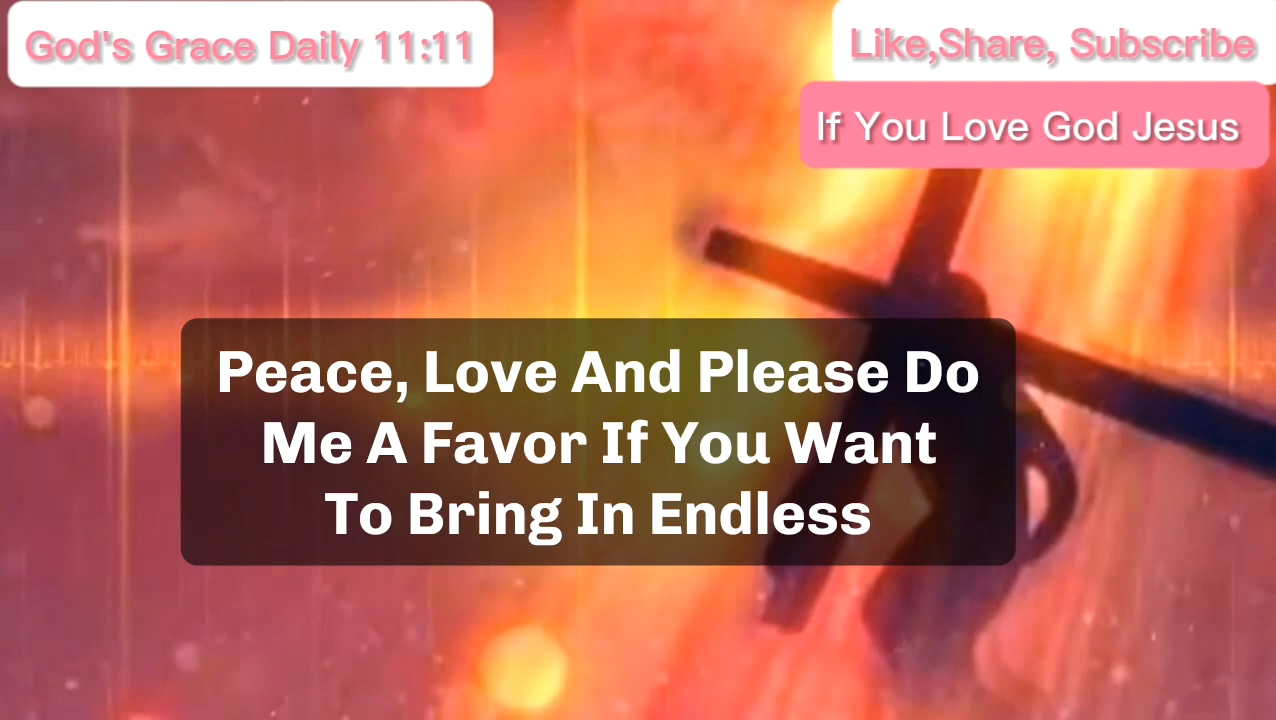 God's Grace Daily 11:11
Like,Share, Subscribe
If You Love God Jesus
Peace, Love And Please Do
Me A Favor If You Want
To Bring In Endless